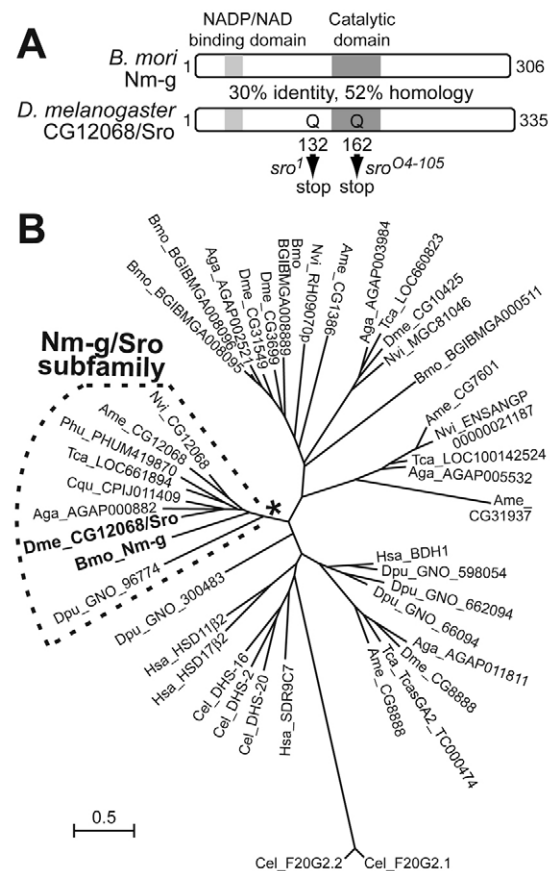 A
NADP/NAD binding domain
Catalytic domain
B. mori
Nm-g
1
306
30% identity, 52% homology
D. melanogaster
CG12068/Sro
1
Q
Q
335
132
162
sro1
sroO4-105
stop
stop
B
Nm-g/Sro
subfamily
*
Bmo_BGIBMGA008095
Bmo_BGIBMGA008096
Aga_AGAP002521
Dme_CG31549
Dme_CG3699
BGIBMGA008889
Bmo
Nvi_RH09070p
Ame_CG1386
Aga_AGAP003984
Tca_LOC660823
Dme_CG10425
Nvi_MGC81046
Bmo_BGIBMGA000511
Ame_CG7601
Nvi_ENSANGP
00000021187
Tca_LOC100142524
Aga_AGAP005532
Ame_
CG31937
Nvi_CG12068
Ame_CG12068
Phu_PHUM419870
Tca_LOC661894
Cqu_CPIJ011409
Aga_AGAP000882
Dme_CG12068/Sro
Bmo_Nm-g
Dpu_GNO_96774
Dpu_GNO_300483
Hsa_HSD11β2
Hsa_HSD17β2
Cel_DHS-16
Cel_DHS-2
Cel_DHS-20
Hsa_SDR9C7
Hsa_BDH1
Dpu_GNO_598054
Dpu_GNO_662094
Dpu_GNO_66094
Aga_AGAP011811
Dme_CG8888
Tca_TcasGA2_TC000474
Ame_CG8888
0.5
Cel_F20G2.2
Cel_F20G2.1